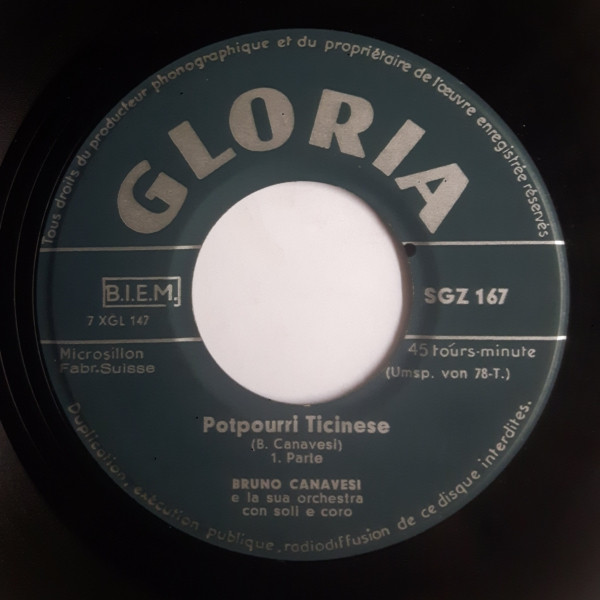 Tous droits du producteur phonographique et du propriétaire de l'œuvre enregistrée réservés
GLORIA
B.I.E.M.
SGZ 167
7 XGL 147
Microsillon
Fabr.Suisse
45 tours-minute
(Umsp. von 78-T.)
Potpourri Ticinese
(B. Canavesi)
1. Parte
BRUNO CANAVESI
e la sua orchestra
con soli e coro
Duplication, exécution publique, radiodiffusion de ce disque interdites.